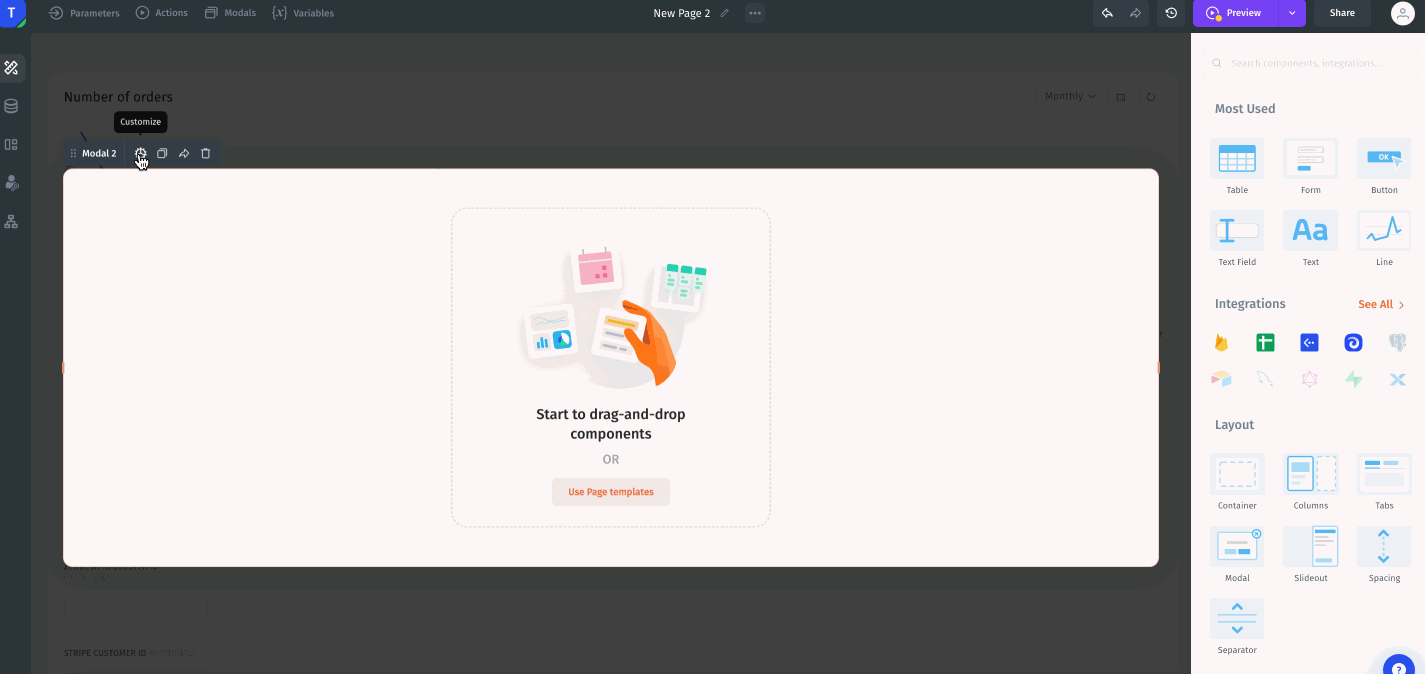 T
Parameters
Actions
Modals
Variables
New Page 2
Preview
Share
Search components, integrations...
Number of orders
Monthly
Customize
Modal 2
Start to drag-and-drop
components
OR
Use Page templates
STRIPE CUSTOMER ID
Most Used
Table
Form
Button
OK
Text Field
Text
Aa
Line
Integrations
See All
Layout
Container
Columns
Tabs
Modal
Slideout
Spacing
Separator
?